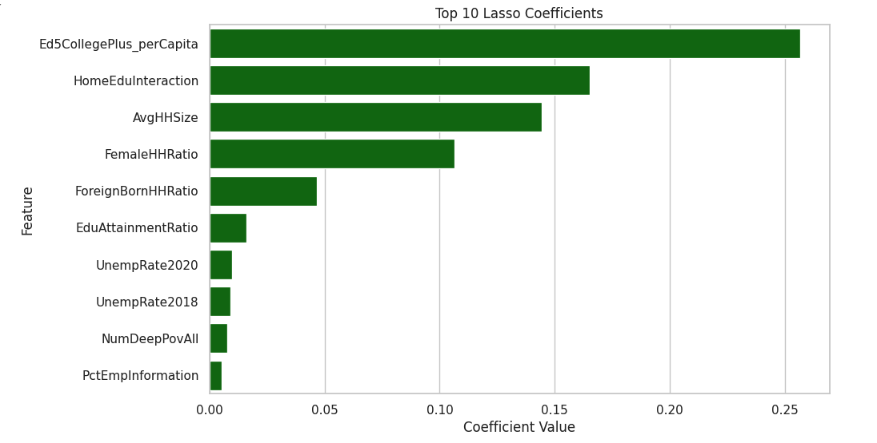 Top 10 Lasso Coefficients
Ed5CollegePlus_perCapita
HomeEduInteraction
AvgHHSize
FemaleHHRatio
ForeignBornHHRatio
EduAttainmentRatio
UnempRate2020
UnempRate2018
NumDeepPovAll
PctEmpInformation
Feature
0.00 0.05 0.10 0.15 0.20 0.25
Coefficient Value